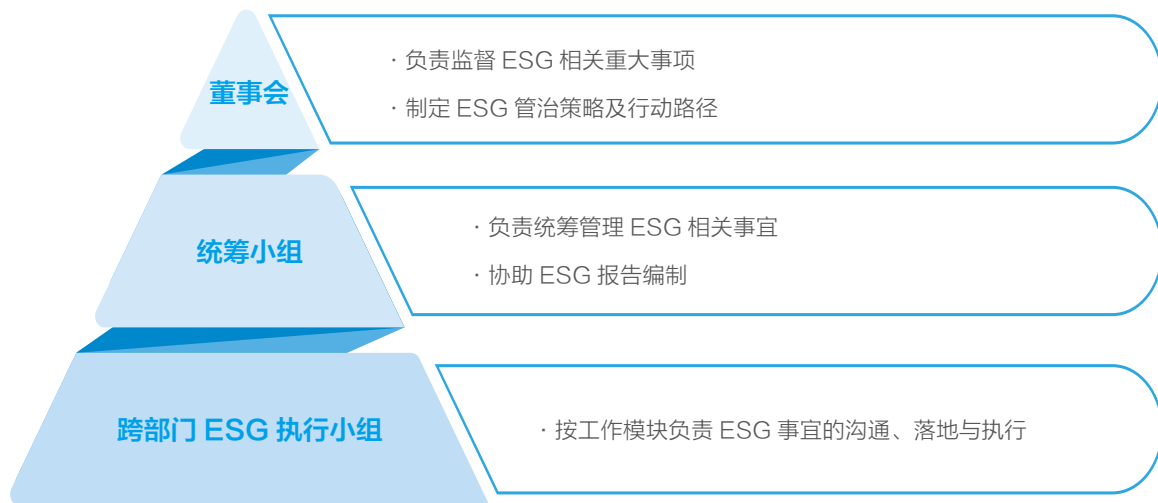 董事会
· 负责监督 ESG 相关重大事项
· 制定 ESG 管治策略及行动路径
统筹小组
· 负责统筹管理 ESG 相关事宜
· 协助 ESG 报告编制
跨部门 ESG 执行小组
· 按工作模块负责 ESG 事宜的沟通、落地与执行